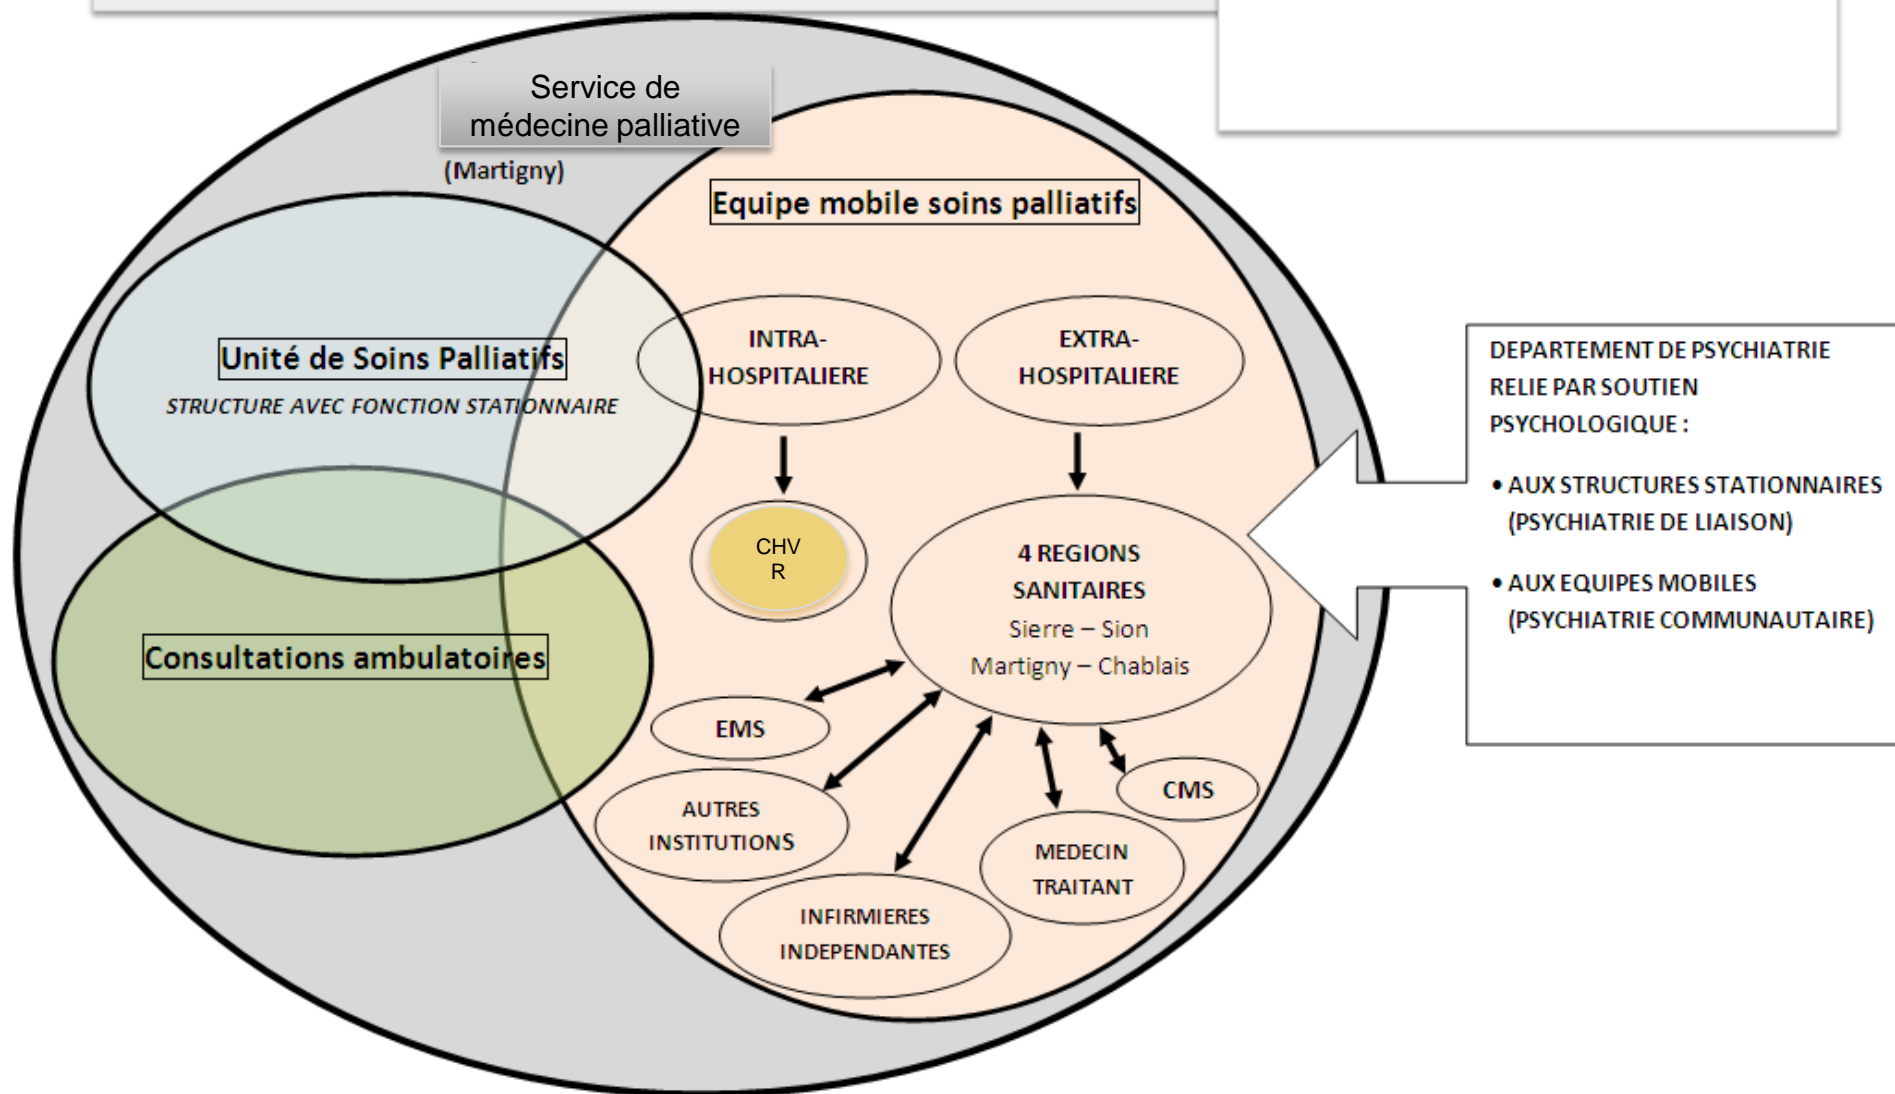 Service de
médecine palliative
(Martigny)
Equipe mobile soins palliatifs
Unité de Soins Palliatifs
STRUCTURE AVEC FONCTION STATIONNAIRE
Consultations ambulatoires
INTRA-
HOSPITALIERE
EXTRA-
HOSPITALIERE
CHV
R
4 REGIONS
SANITAIRES
Sierre – Sion
Martigny – Chablais
EMS
AUTRES
INSTITUTIONS
INFIRMIERES
INDEPENDANTES
MEDECIN
TRAITANT
CMS
DEPARTEMENT DE PSYCHIATRIE
RELIE PAR SOUTIEN
PSYCHOLOGIQUE :
• AUX STRUCTURES STATIONNAIRES
(PSYCHIATRIE DE LIAISON)
• AUX EQUIPES MOBILES
(PSYCHIATRIE COMMUNAUTAIRE)